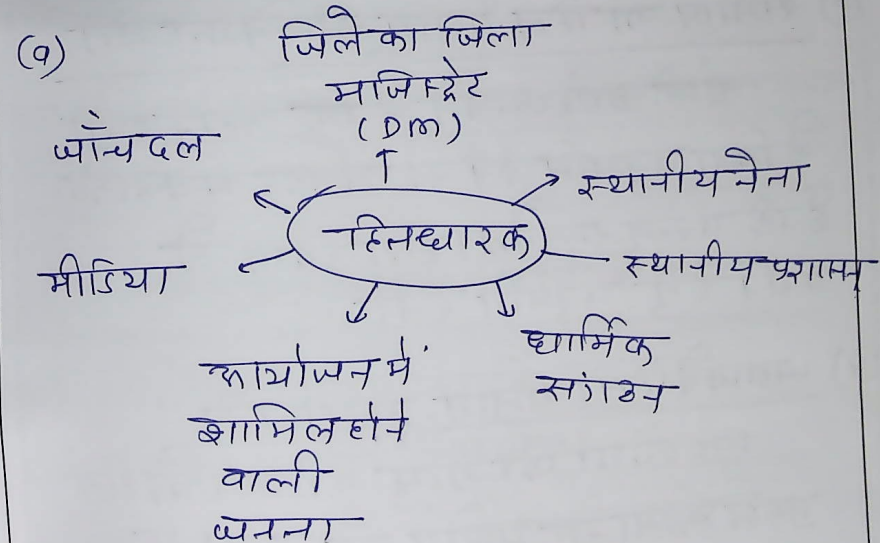 (a)
जिले का जिला
मजिस्ट्रेट
(DM)
जाँच दल
स्थानीय नेता
हितधारक
स्थानीय प्रशासन
मीडिया
धार्मिक
संगठन
आयोजन में
शामिल होने
वाली
जनता